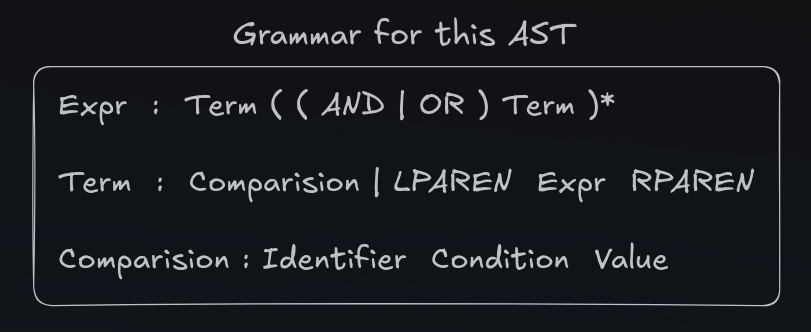 Grammar for this AST
Expr : Term ( ( AND | OR ) Term )*
Term : Comparision | LPAREN Expr RPAREN
Comparision : Identifier Condition Value